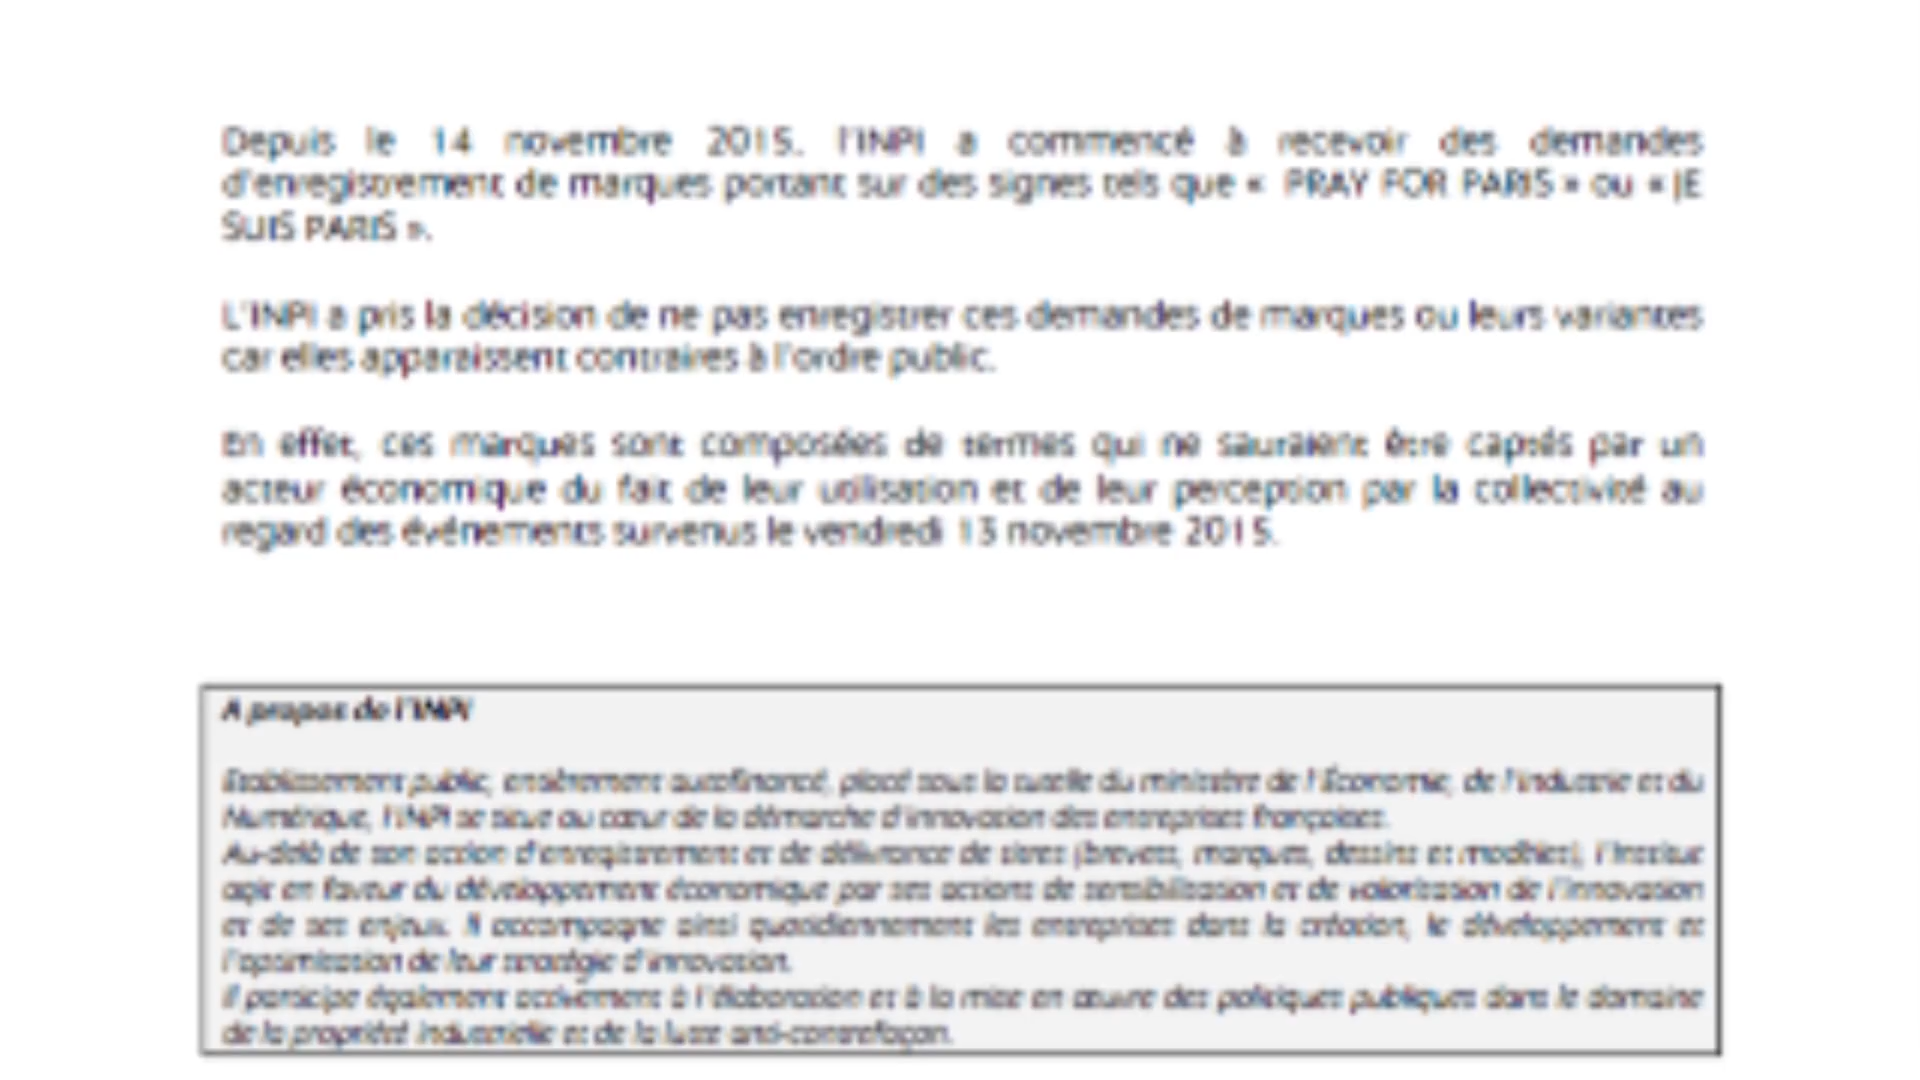 Depuis le 14 novembre 2015, l'INPI a commencé à recevoir des demandes
d'enregistrement de marques portant sur des signes tels que « PRAY FOR PARIS » ou « JE
SUIS PARIS ».
L'INPI a pris la décision de ne pas enregistrer ces demandes de marques ou leurs variantes
car elles apparaissent contraires à l'ordre public.
En effet, ces marques sont composées de termes qui ne sauraient être captés par un
acteur économique du fait de leur utilisation et de leur perception par la collectivité au
regard des événements survenus le vendredi 13 novembre 2015.
A propos de l'INPI
Etablissement public, entièrement autofinancé, placé sous la tutelle du ministère de l'Économie, de l'Industrie et du
Numérique, l'INPI se situe au cœur de la démarche d'innovation des entreprises françaises.
Au-delà de son action d'enregistrement et de délivrance de titres (brevets, marques, dessins et modèles), l'Institut
agit en faveur du développement économique par ses actions de sensibilisation et de valorisation de l'innovation
et de ses enjeux. Il accompagne ainsi quotidiennement les entreprises dans la création, le développement et
l'optimisation de leur stratégie d'innovation.
Il participe également activement à l'élaboration et à la mise en œuvre des politiques publiques dans le domaine
de la propriété industrielle et de la lutte anti-contrefaçon.